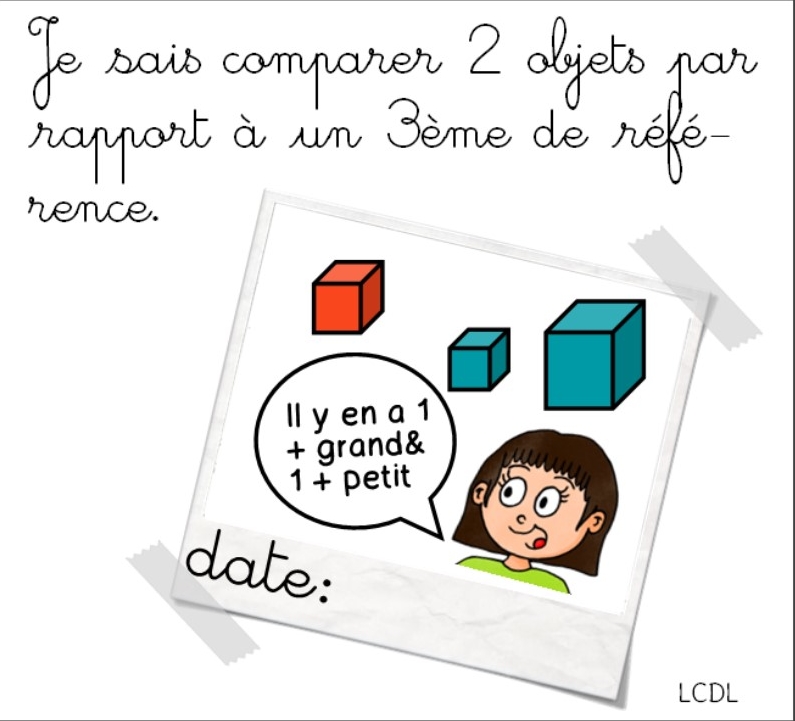 Je sais comparer 2 objets par
rapport à un 3ème de réfé-
rence.
Il y en a 1
+ grand&
1 + petit
date:
LCDL